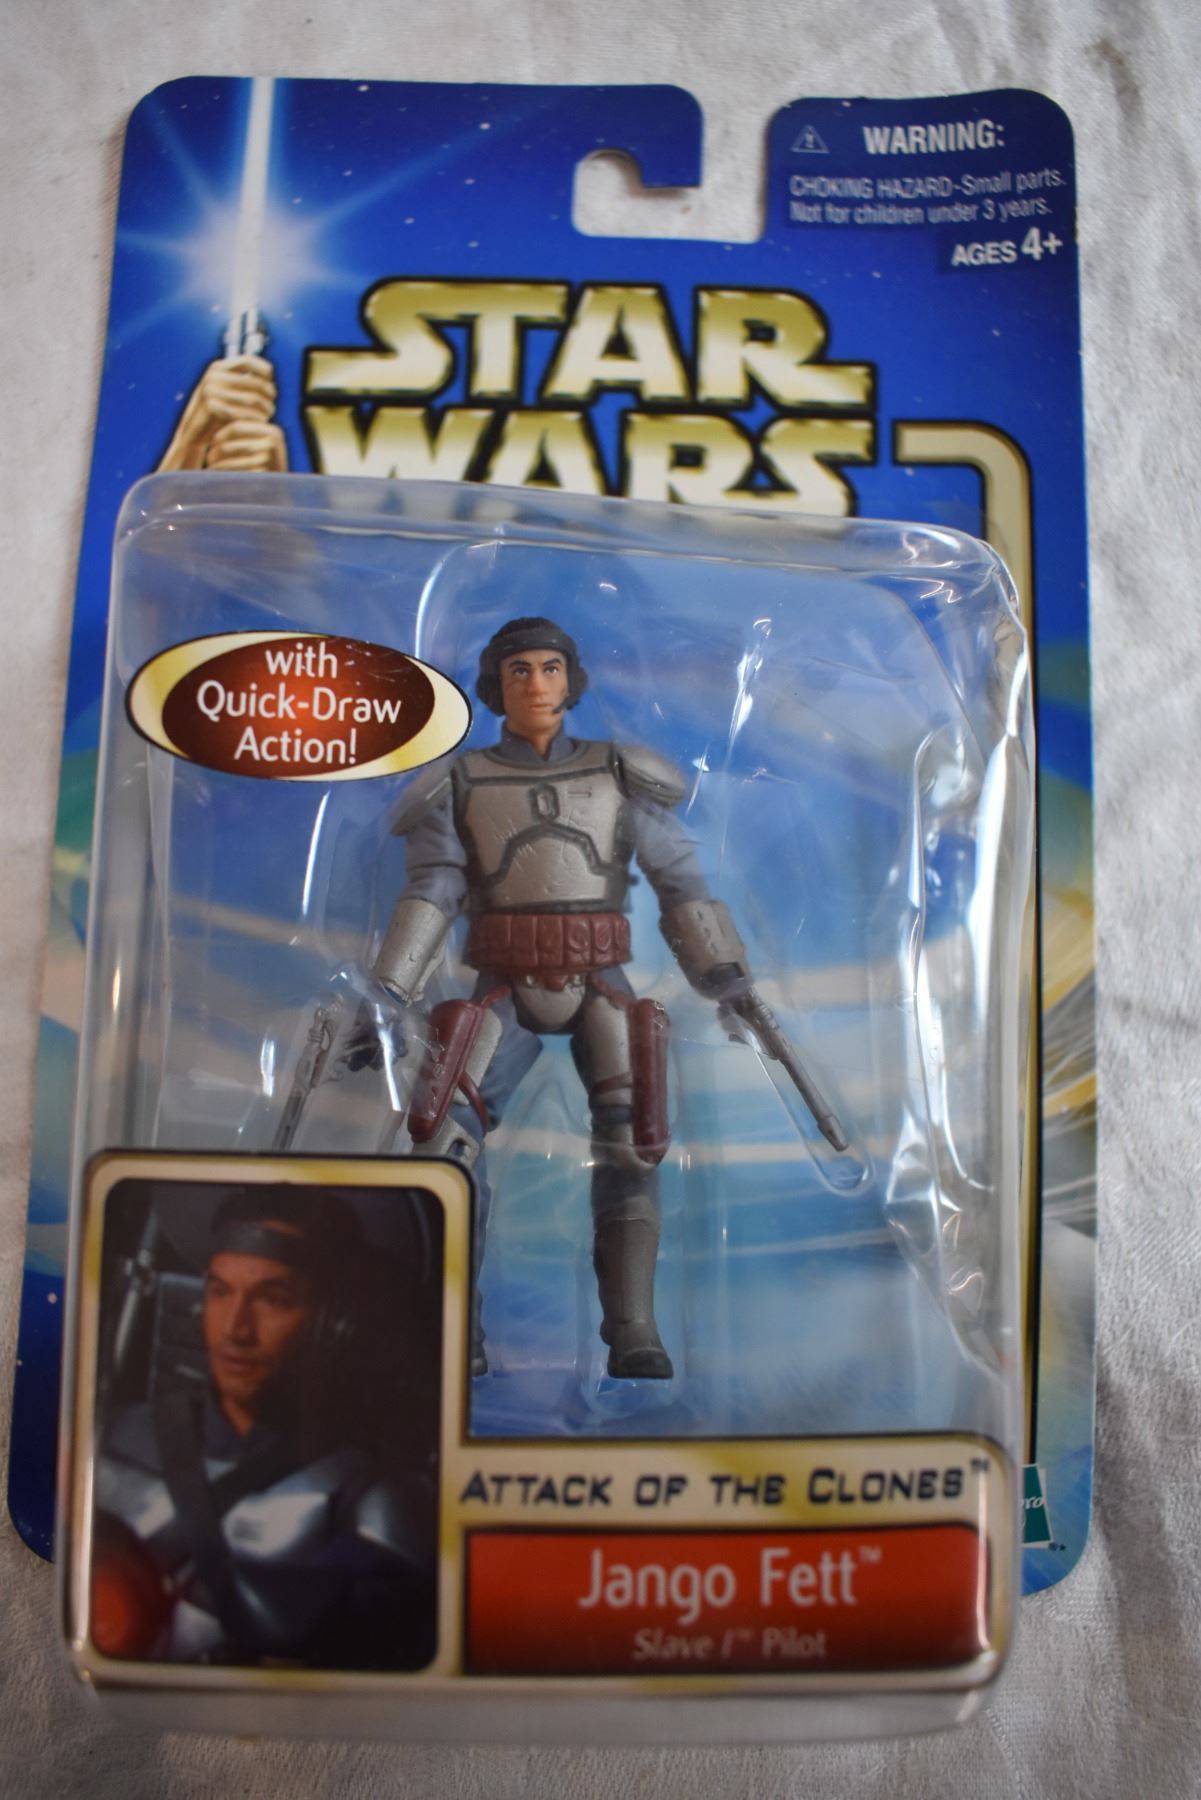 WARNING:
CHOKING HAZARD-Small parts.
Not for children under 3 years.
AGES 4+
STAR
WARS
with
Quick-Draw
Action!
ATTACK OF THE CLONES™
Jango Fett™
Slave I™ Pilot